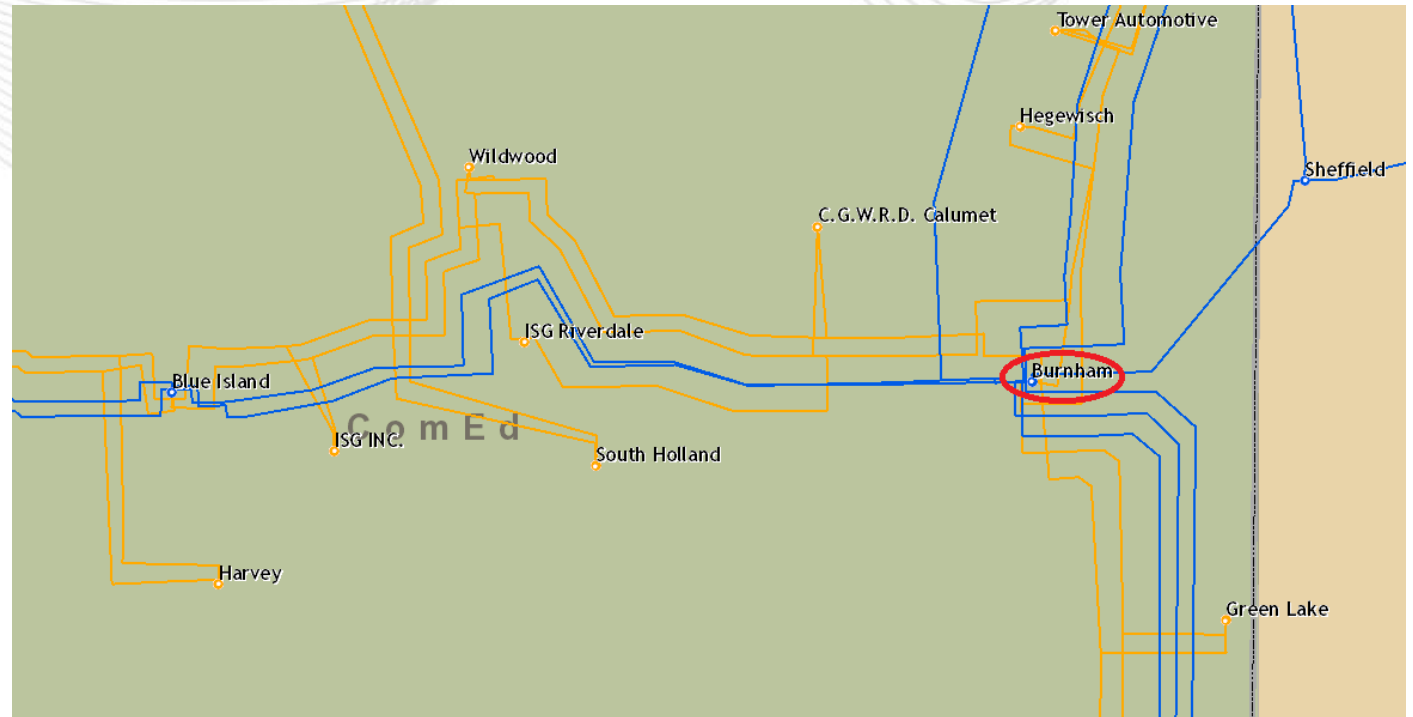 Tower Automotive
Hegewisch
Wildwood
Sheffield
C.G.W.R.D. Calumet
ISG Riverdale
Burnham
Blue Island
ComEd
ISG INC.
South Holland
Harvey
Green Lake